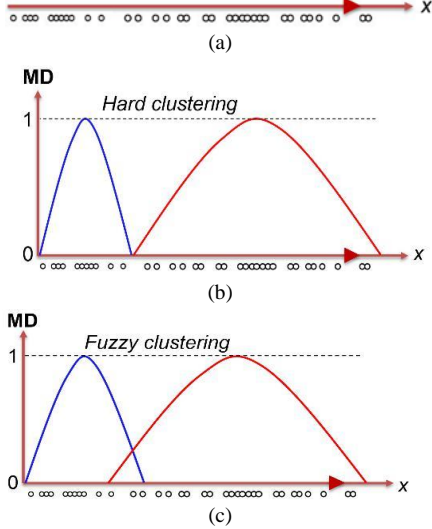 x
(a)
MD
Hard clustering
1
0
x
(b)
MD
Fuzzy clustering
1
0
x
(c)